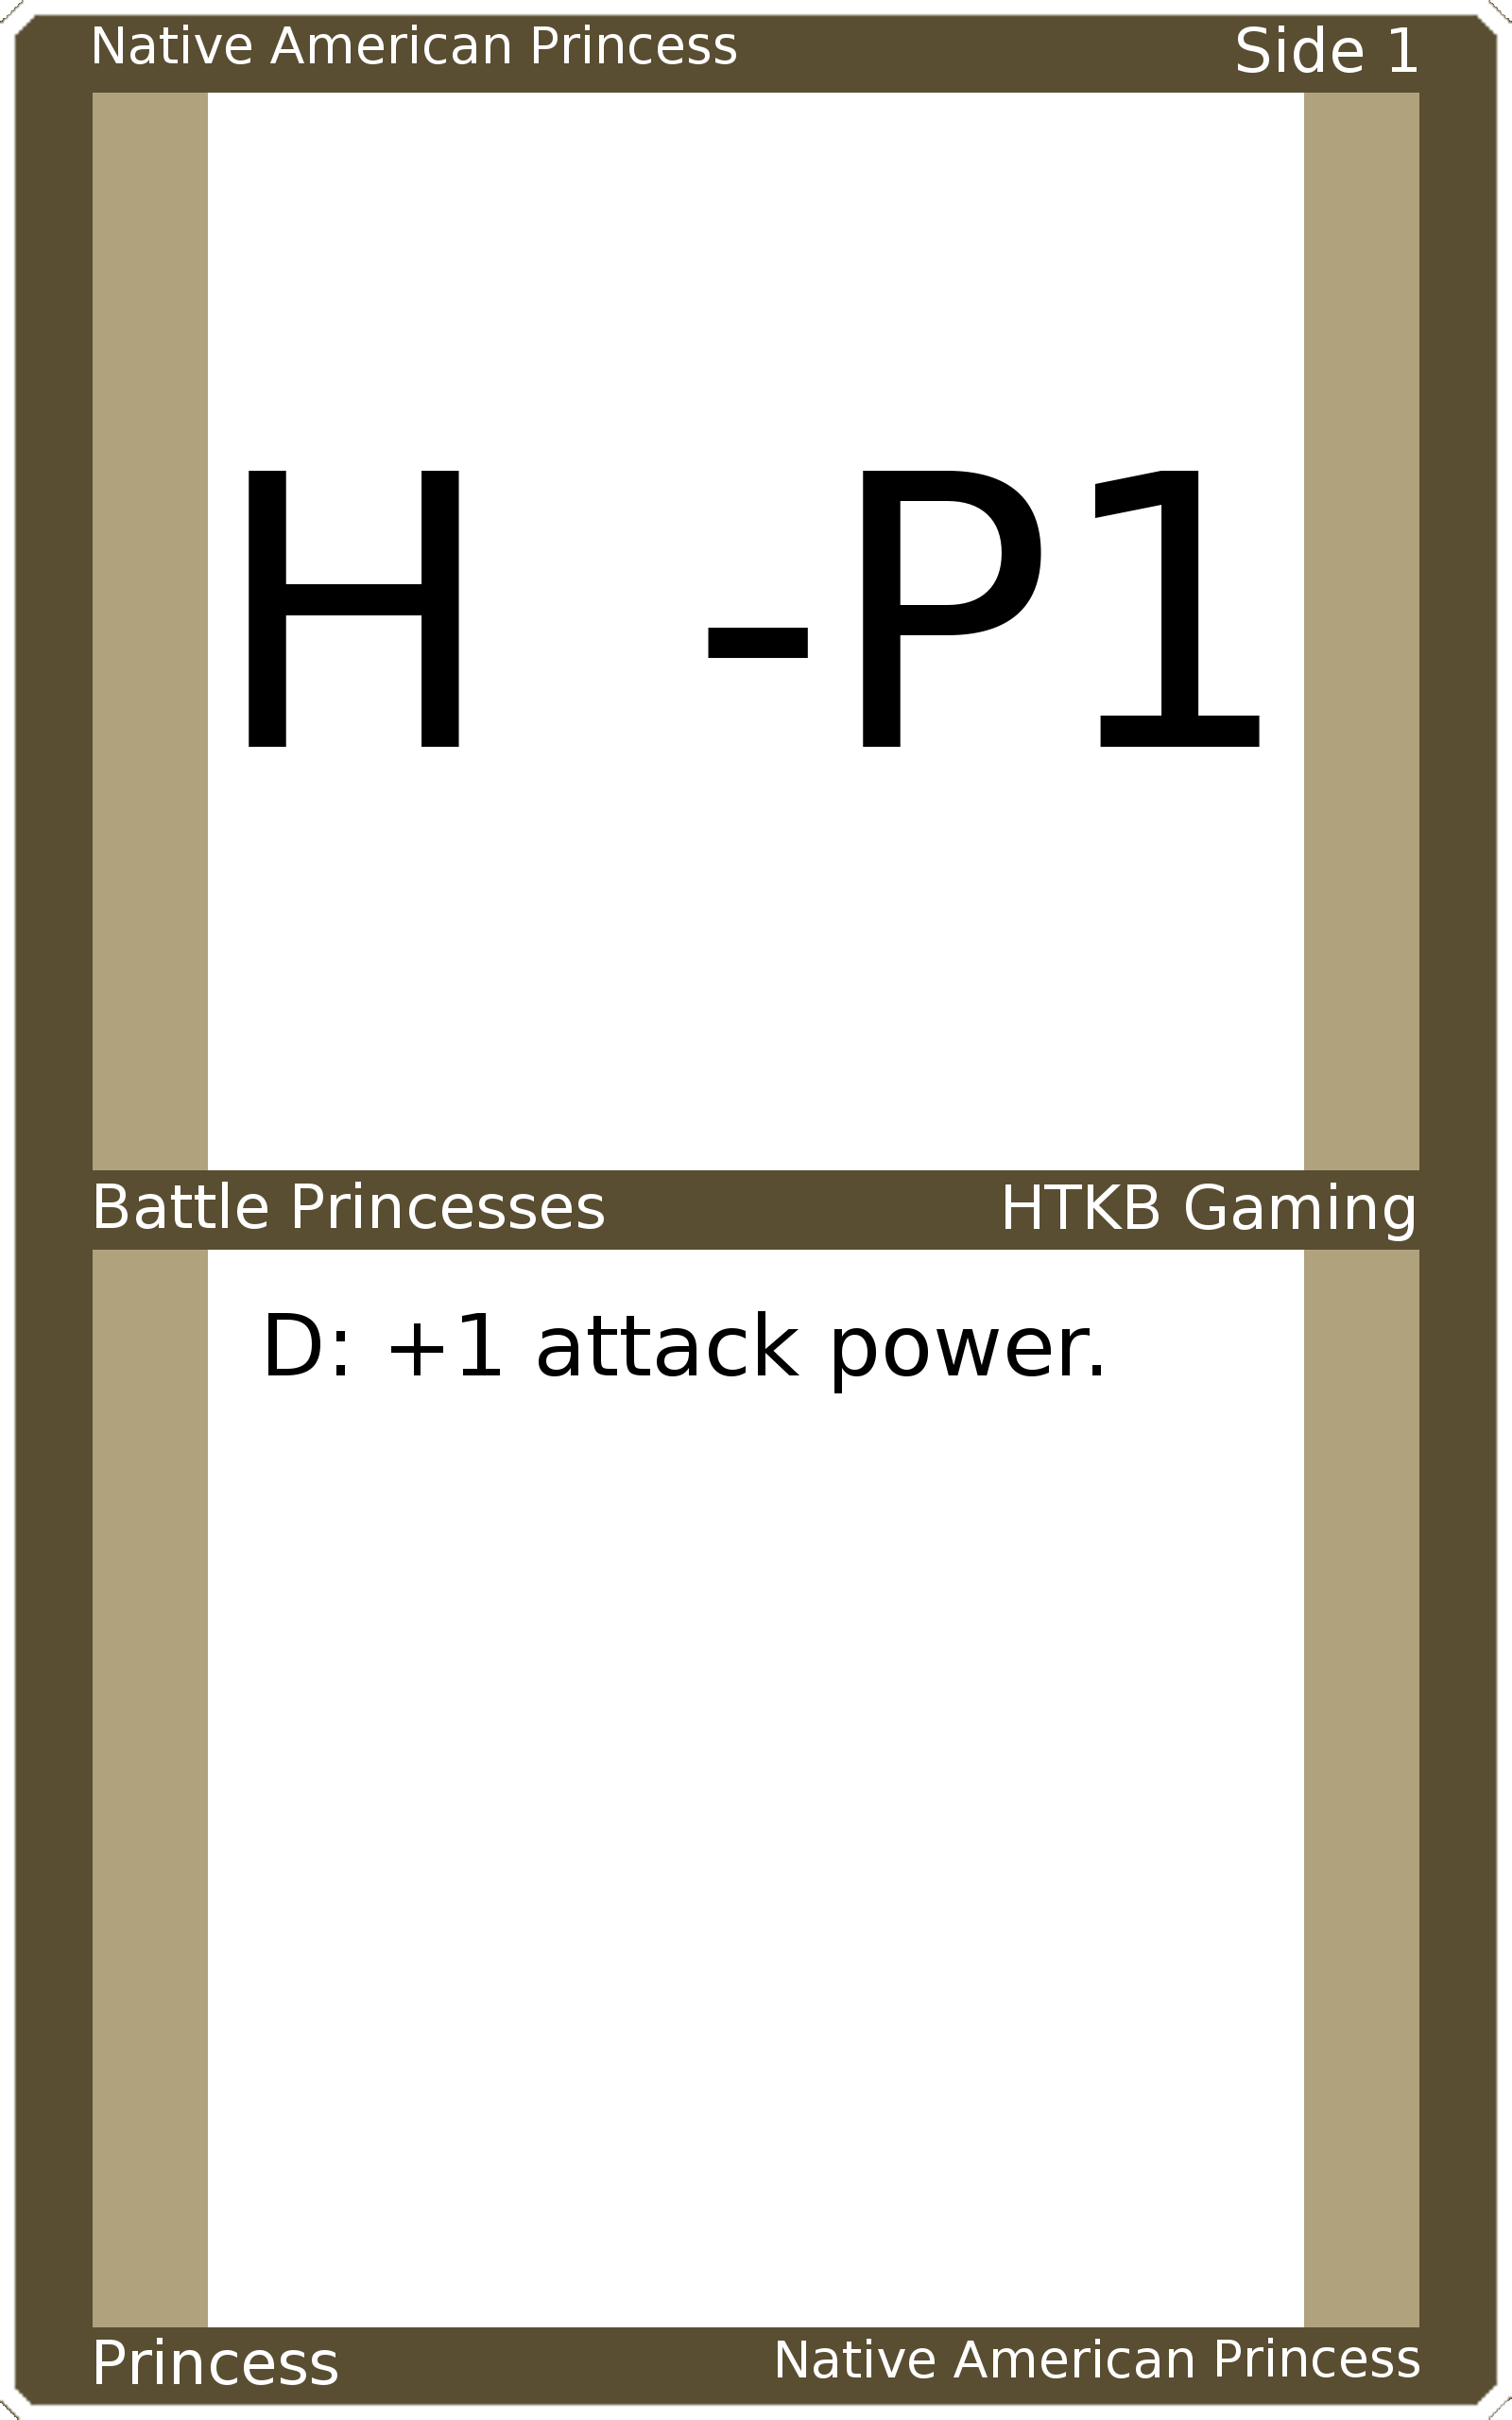 Native American Princess Side 1
H -P1
Battle Princesses HTKB Gaming
D: +1 attack power.
Princess Native American Princess